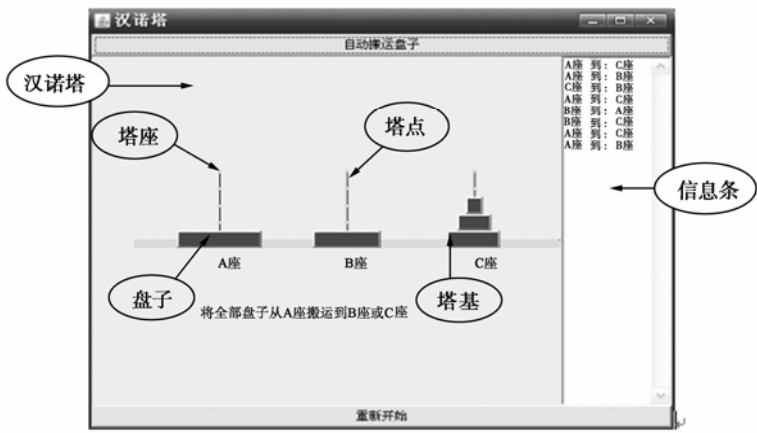 汉诺塔
自动搬运盘子
汉诺塔
塔座
塔点
A座 到: C座
A座 到: B座
C座 到: B座
A座 到: C座
B座 到: A座
B座 到: C座
A座 到: C座
A座 到: B座
信息条
A座 B座 C座
盘子
塔基
将全部盘子从A座搬运到B座或C座
重新开始